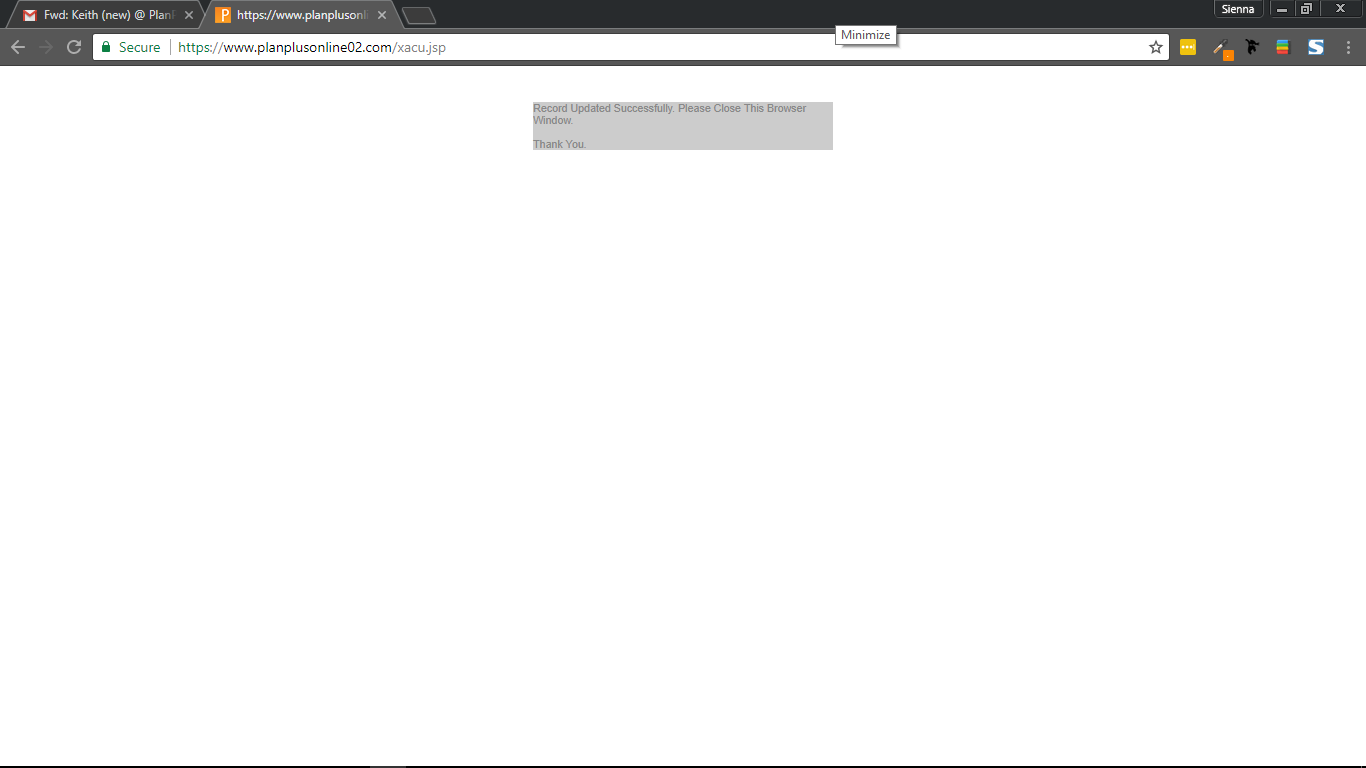 Fwd: Keith (new) @ Plan
https://www.planplusonli
Sienna
Secure
https://www.planplusonline02.com/xacu.jsp
Minimize
Record Updated Successfully. Please Close This Browser
Window.
Thank You.